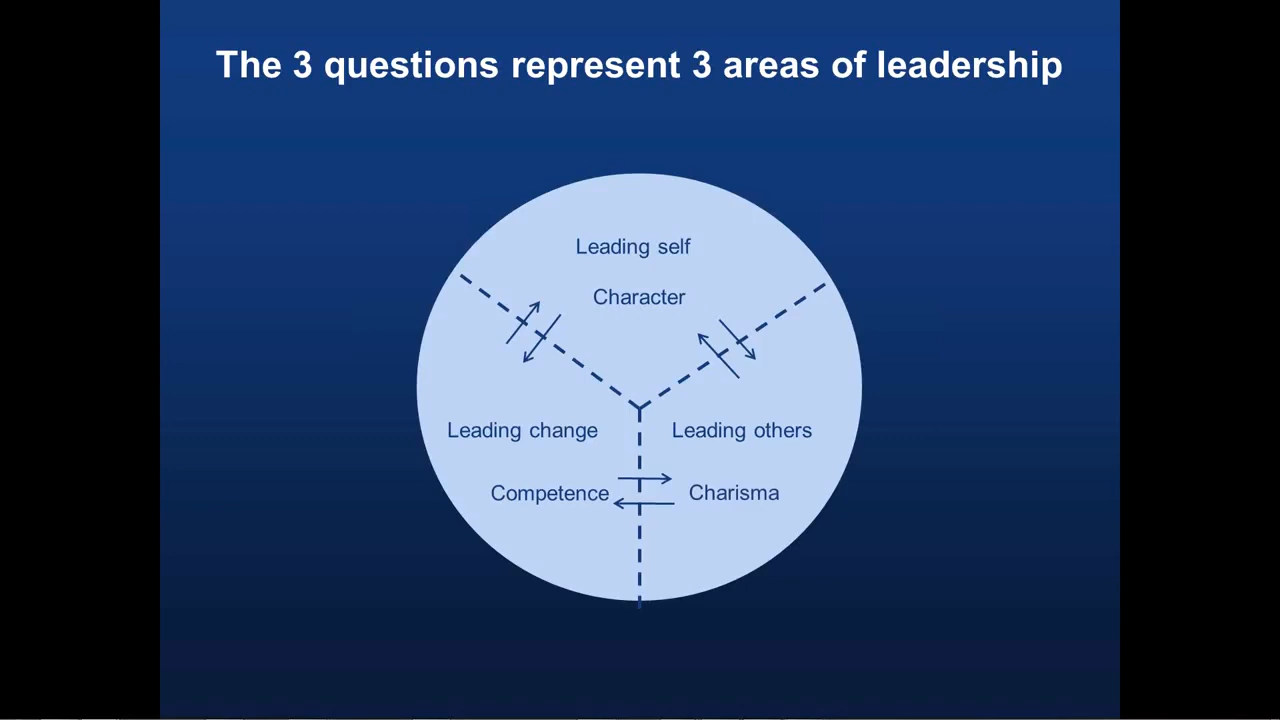 The 3 questions represent 3 areas of leadership
Leading self
Character
Leading change
Leading others
Competence
Charisma